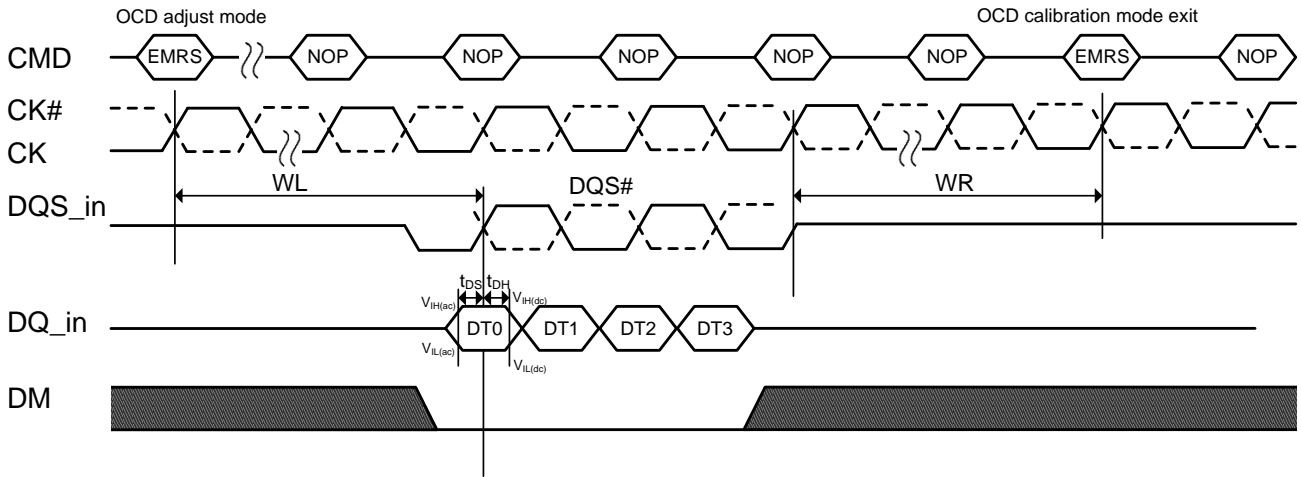 OCD adjust mode OCD calibration mode exit
CMD EMRS NOP NOP NOP NOP NOP EMRS NOP
CK#
CK
WL DQS# WR
DQS_in
tDS tDH
VIH(ac) VIH(dc)
DQ_in DT0 DT1 DT2 DT3
VIL(ac) VIL(dc)
DM